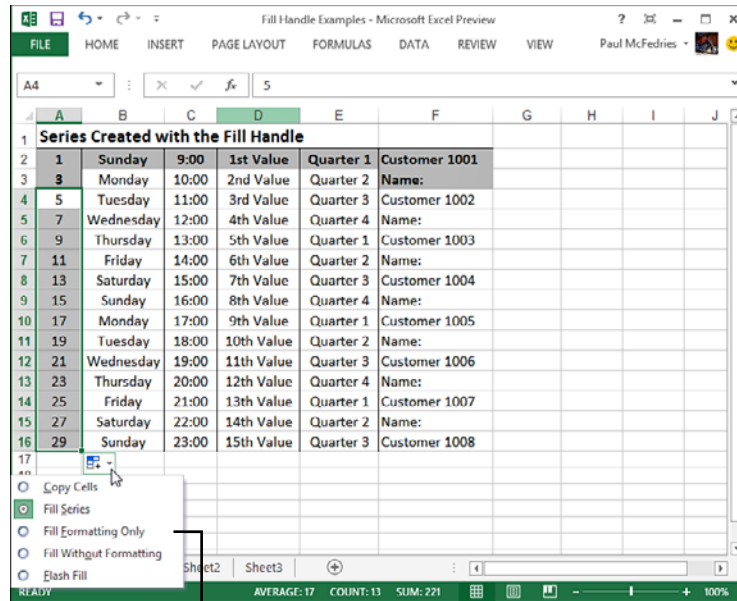 Fill Handle Examples - Microsoft Excel Preview ?
FILE HOME INSERT PAGE LAYOUT FORMULAS DATA REVIEW VIEW Paul McFedries
A4 fx 5
A B C D E F G H I J
1 Series Created with the Fill Handle
2 1 Sunday 9:00 1st Value Quarter 1 Customer 1001
3 3 Monday 10:00 2nd Value Quarter 2 Name:
4 5 Tuesday 11:00 3rd Value Quarter 3 Customer 1002
5 7 Wednesday 12:00 4th Value Quarter 4 Name:
6 9 Thursday 13:00 5th Value Quarter 1 Customer 1003
7 11 Friday 14:00 6th Value Quarter 2 Name:
8 13 Saturday 15:00 7th Value Quarter 3 Customer 1004
9 15 Sunday 16:00 8th Value Quarter 4 Name:
10 17 Monday 17:00 9th Value Quarter 1 Customer 1005
11 19 Tuesday 18:00 10th Value Quarter 2 Name:
12 21 Wednesday 19:00 11th Value Quarter 3 Customer 1006
13 23 Thursday 20:00 12th Value Quarter 4 Name:
14 25 Friday 21:00 13th Value Quarter 1 Customer 1007
15 27 Saturday 22:00 14th Value Quarter 2 Name:
16 29 Sunday 23:00 15th Value Quarter 3 Customer 1008
17
Copy Cells
Fill Series
Fill Formatting Only
Fill Without Formatting
Flash Fill
Sheet2 Sheet3
READY AVERAGE: 17 COUNT: 13 SUM: 221 100%